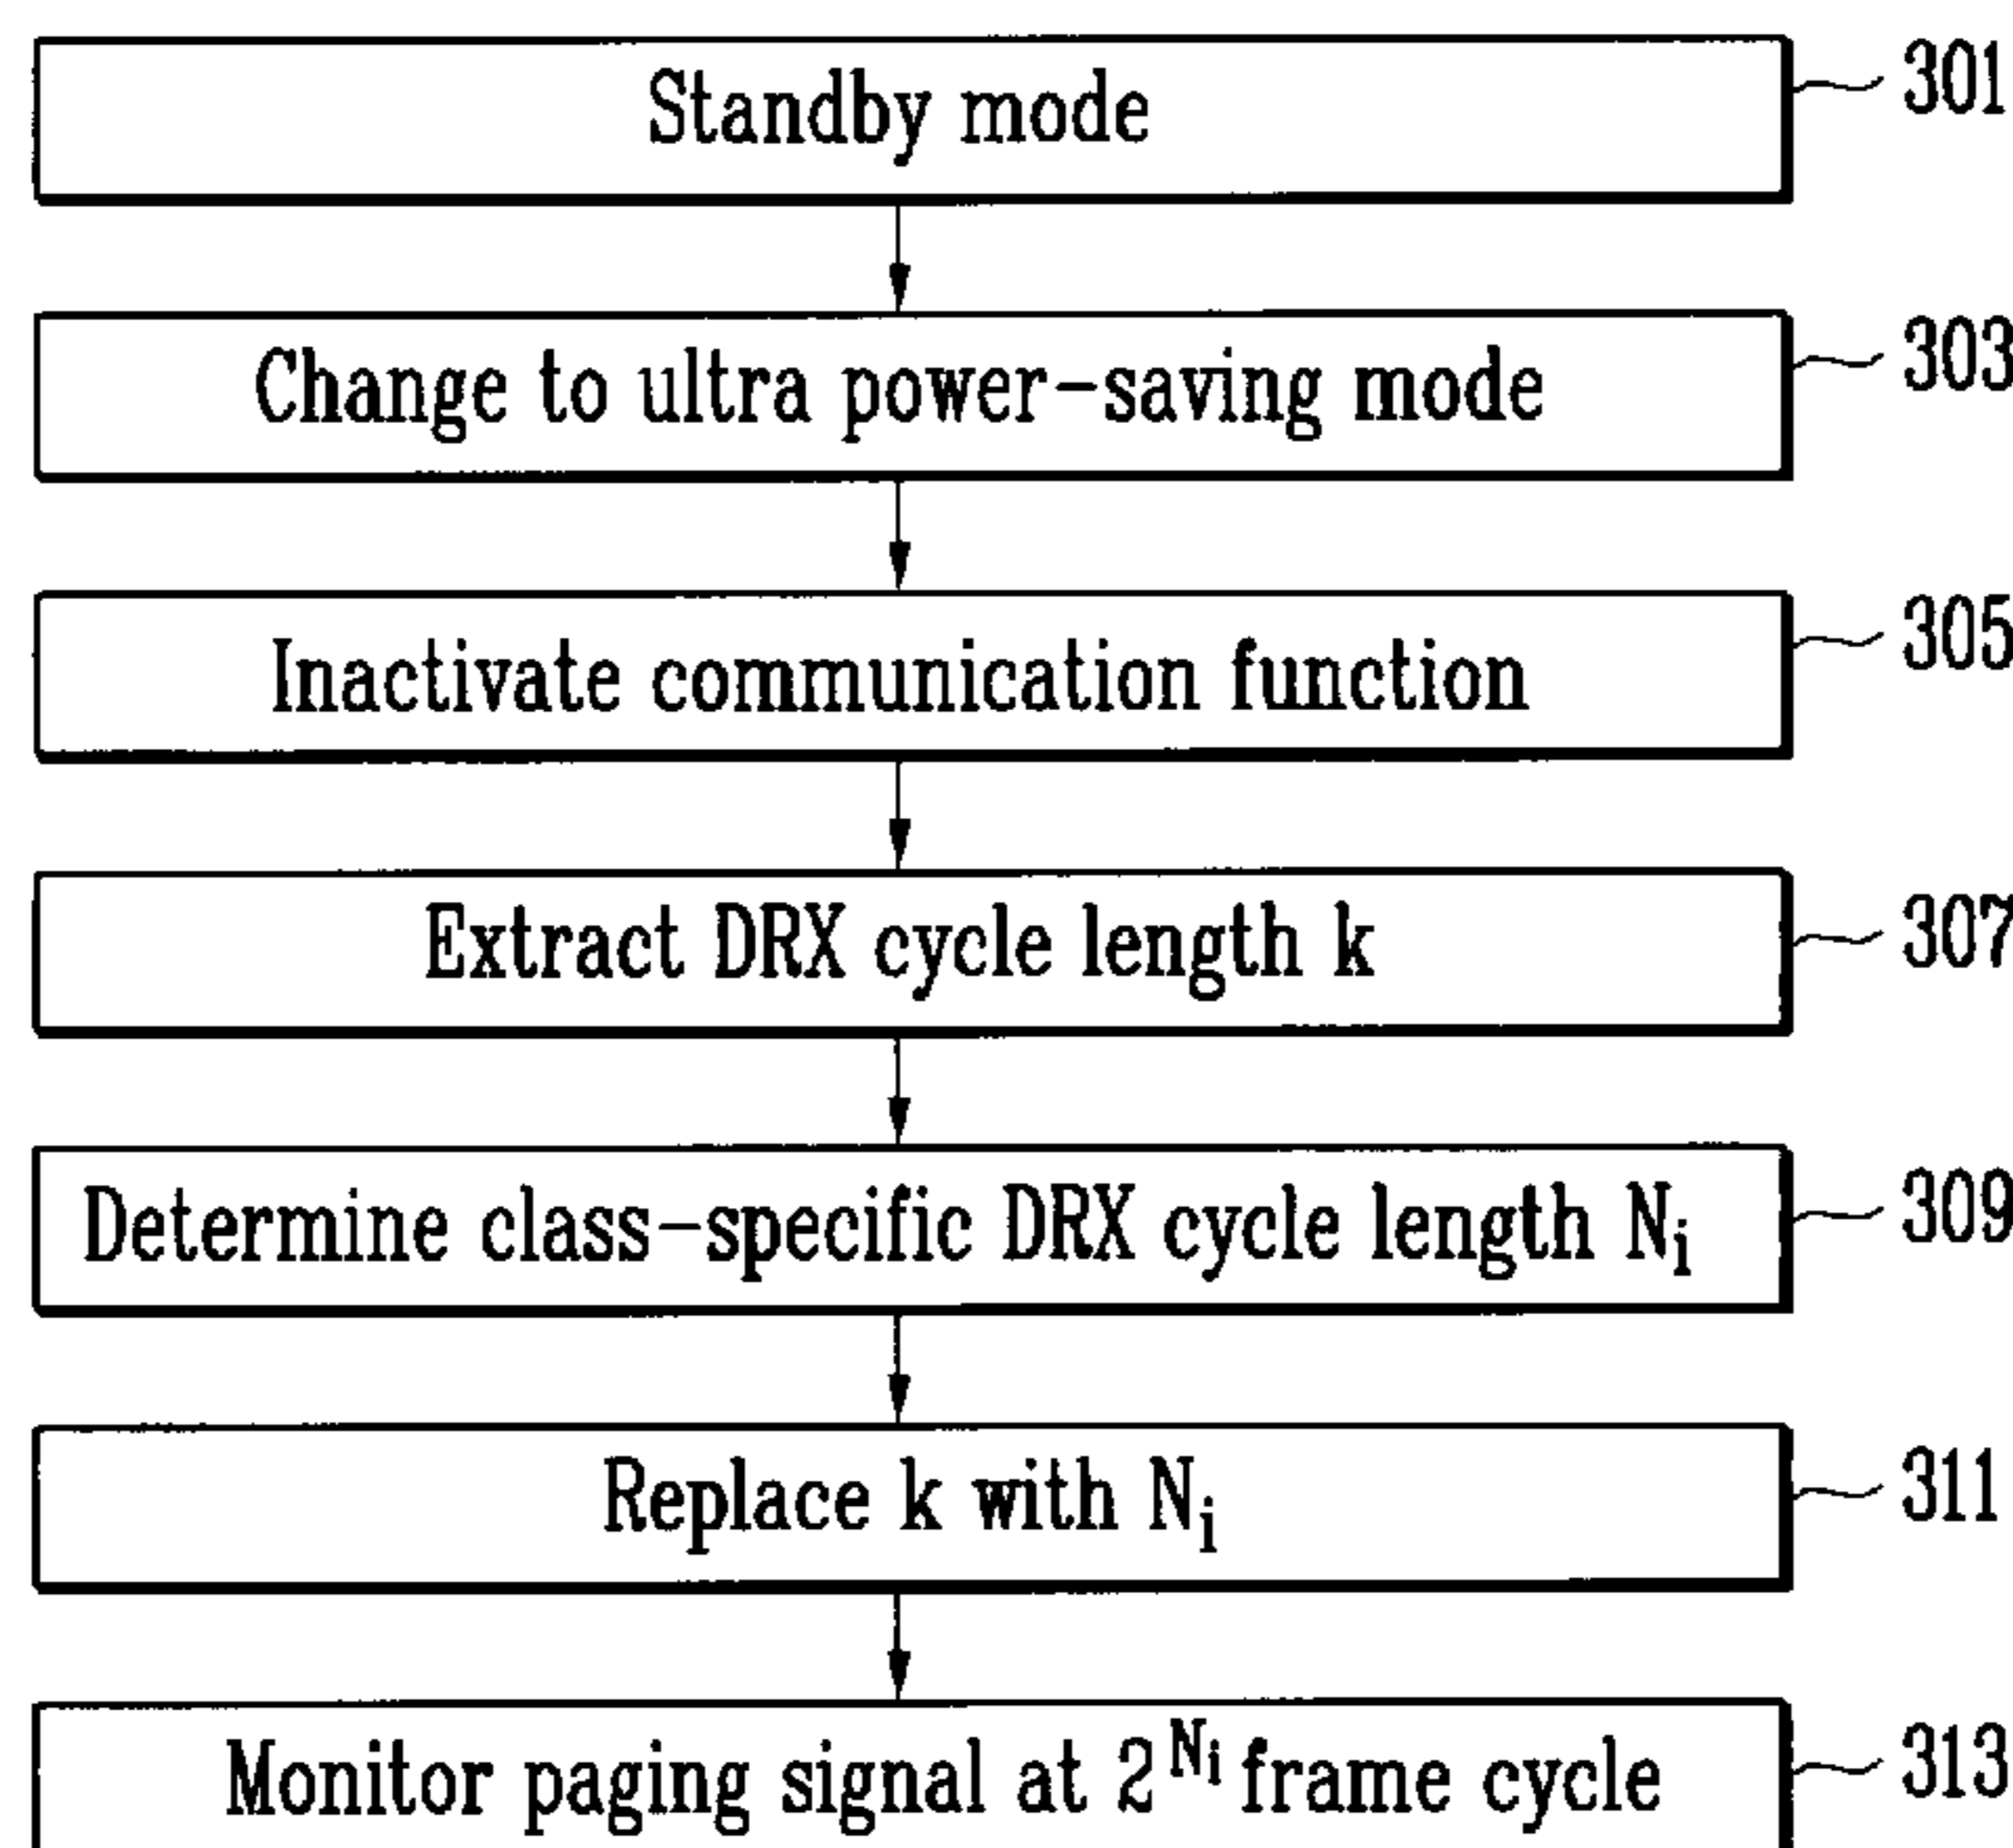 Standby mode 301
Change to ultra power-saving mode 303
Inactivate communication function 305
Extract DRX cycle length k 307
Determine class-specific DRX cycle length Nᵢ 309
Replace k with Nᵢ 311
Monitor paging signal at 2^Nᵢ frame cycle 313